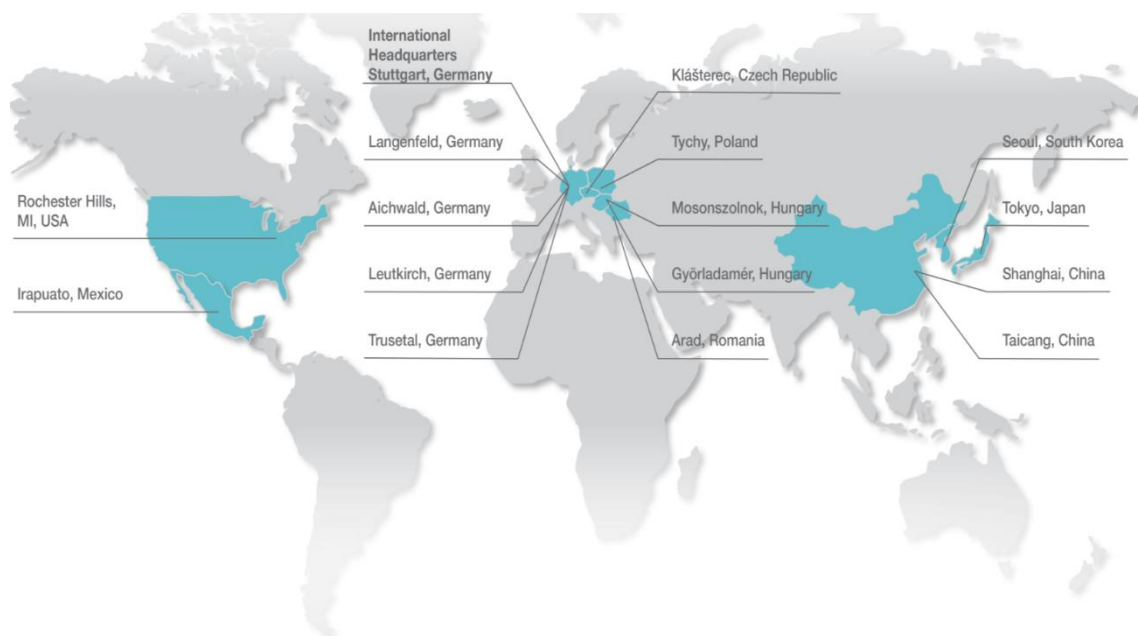 International
Headquarters
Stuttgart, Germany
Langenfeld, Germany
Aichwald, Germany
Leutkirch, Germany
Trusetal, Germany
Rochester Hills,
MI, USA
Irapuato, Mexico
Klášterec, Czech Republic
Tychy, Poland
Mosonszolnok, Hungary
Györladamér, Hungary
Arad, Romania
Seoul, South Korea
Tokyo, Japan
Shanghai, China
Taicang, China